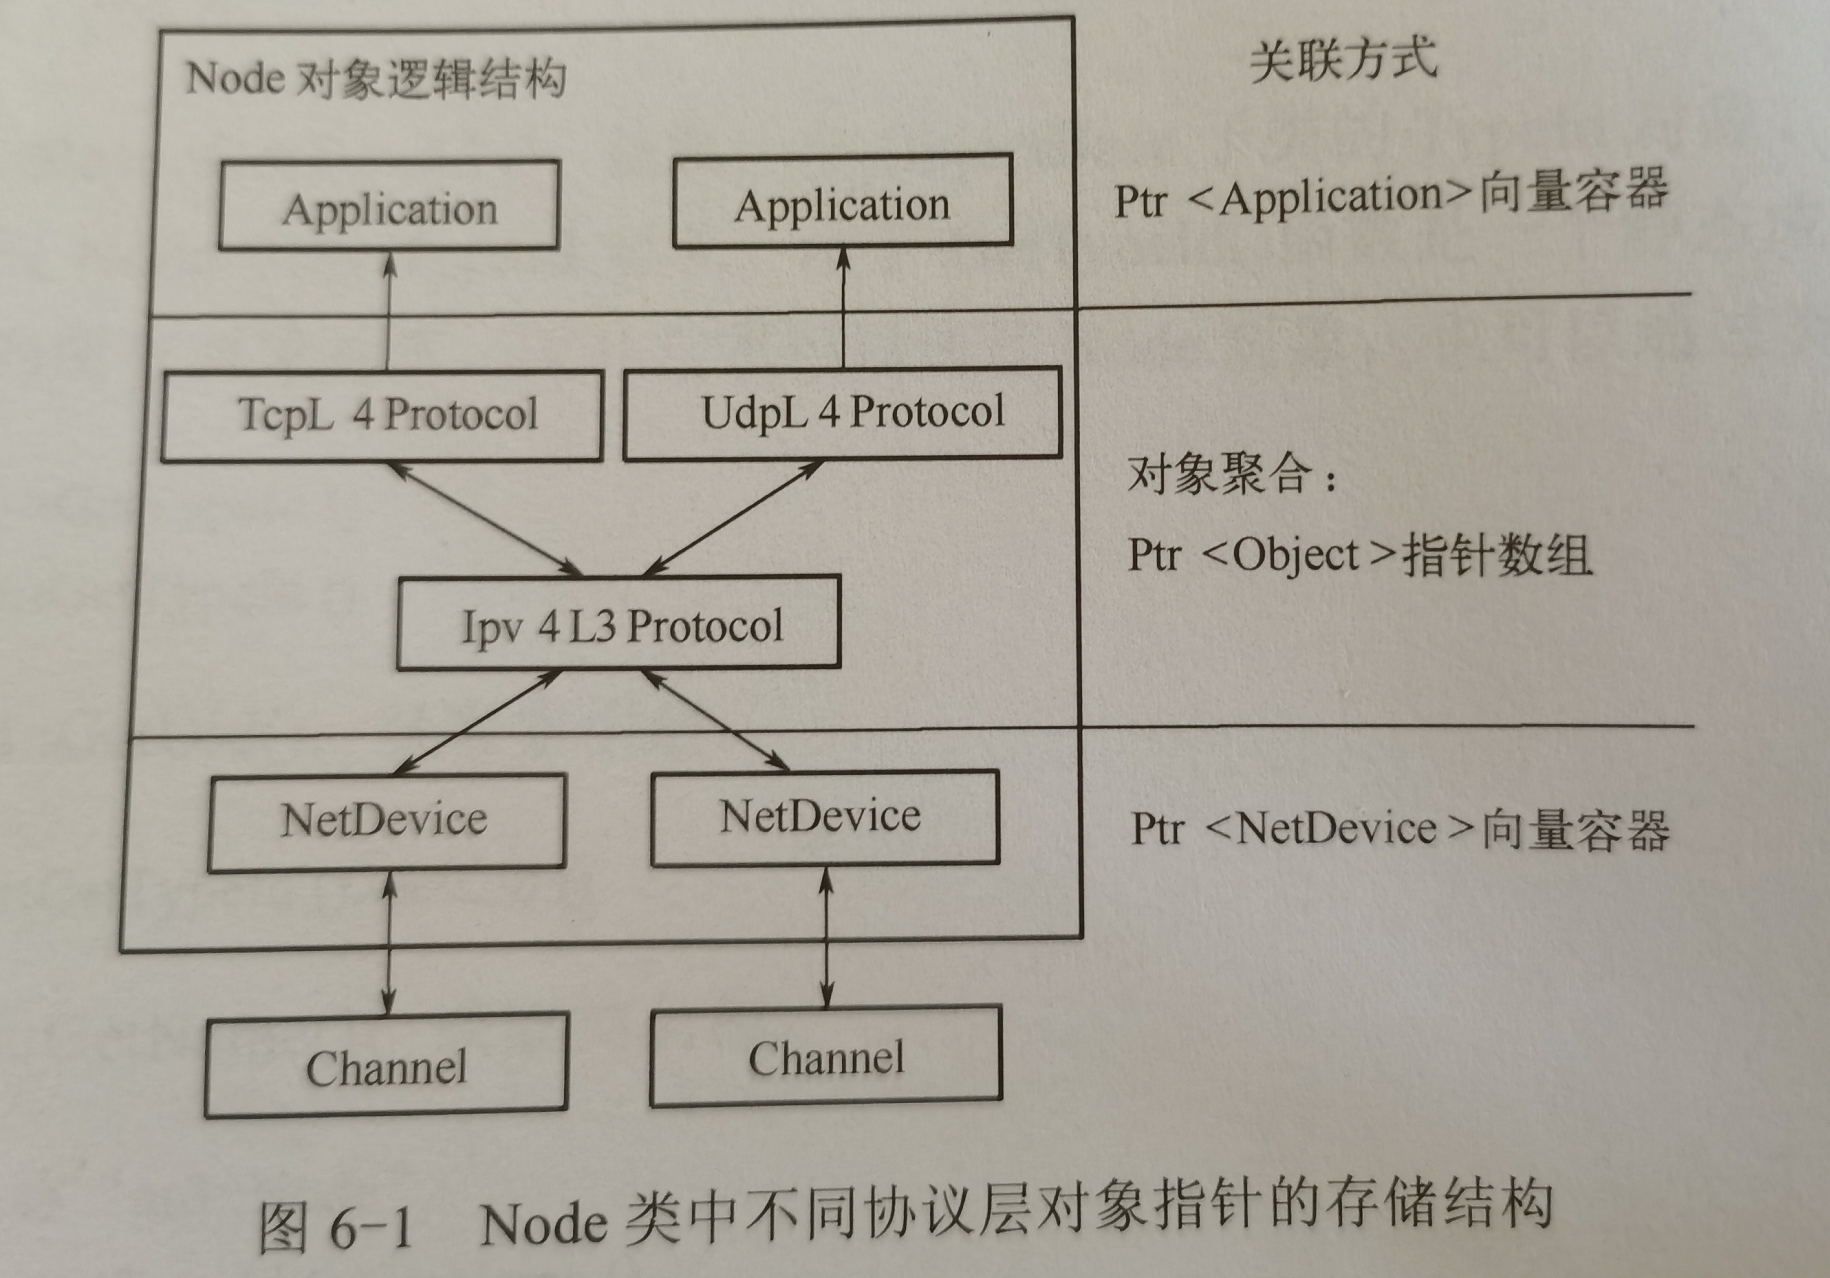 Node 对象逻辑结构
关联方式
Application
Application
Ptr <Application>向量容器
TcpL 4 Protocol
UdpL 4 Protocol
对象聚合：
Ptr <Object>指针数组
Ipv 4 L3 Protocol
NetDevice
NetDevice
Ptr <NetDevice>向量容器
Channel
Channel
图 6-1 Node 类中不同协议层对象指针的存储结构